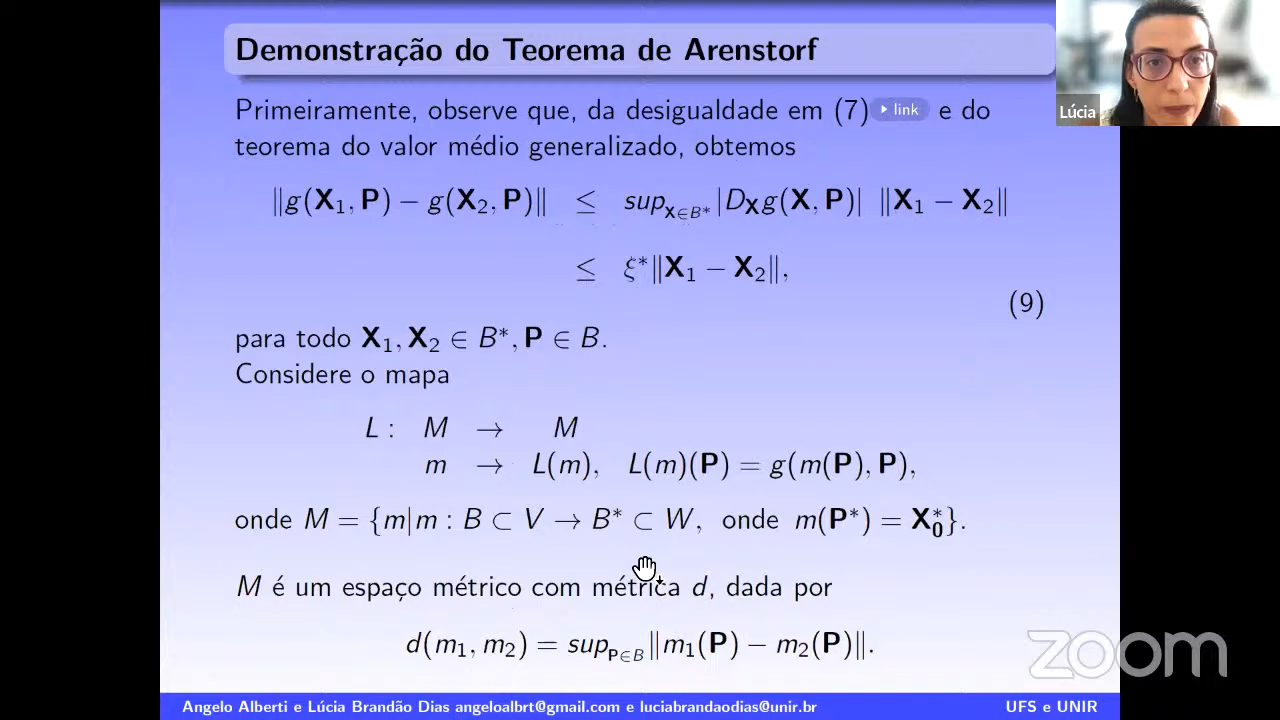 Demonstração do Teorema de Arenstorf
Lúcia
Primeiramente, observe que, da desigualdade em (7) link e do
teorema do valor médio generalizado, obtemos
‖g(X₁, P) − g(X₂, P)‖ ≤ sup_{X∈B*} |D_X g(X, P)| ‖X₁ − X₂‖
≤ ξ*‖X₁ − X₂‖,
(9)
para todo X₁, X₂ ∈ B*, P ∈ B.
Considere o mapa
L : M → M
m → L(m), L(m)(P) = g(m(P), P),
onde M = {m|m : B ⊂ V → B* ⊂ W, onde m(P*) = X₀*}.
M é um espaço métrico com métrica d, dada por
d(m₁, m₂) = sup_{P∈B} ‖m₁(P) − m₂(P)‖.
zoom
Angelo Alberti e Lúcia Brandão Dias angeloalbrt@gmail.com e luciabrandaodias@unir.br UFS e UNIR